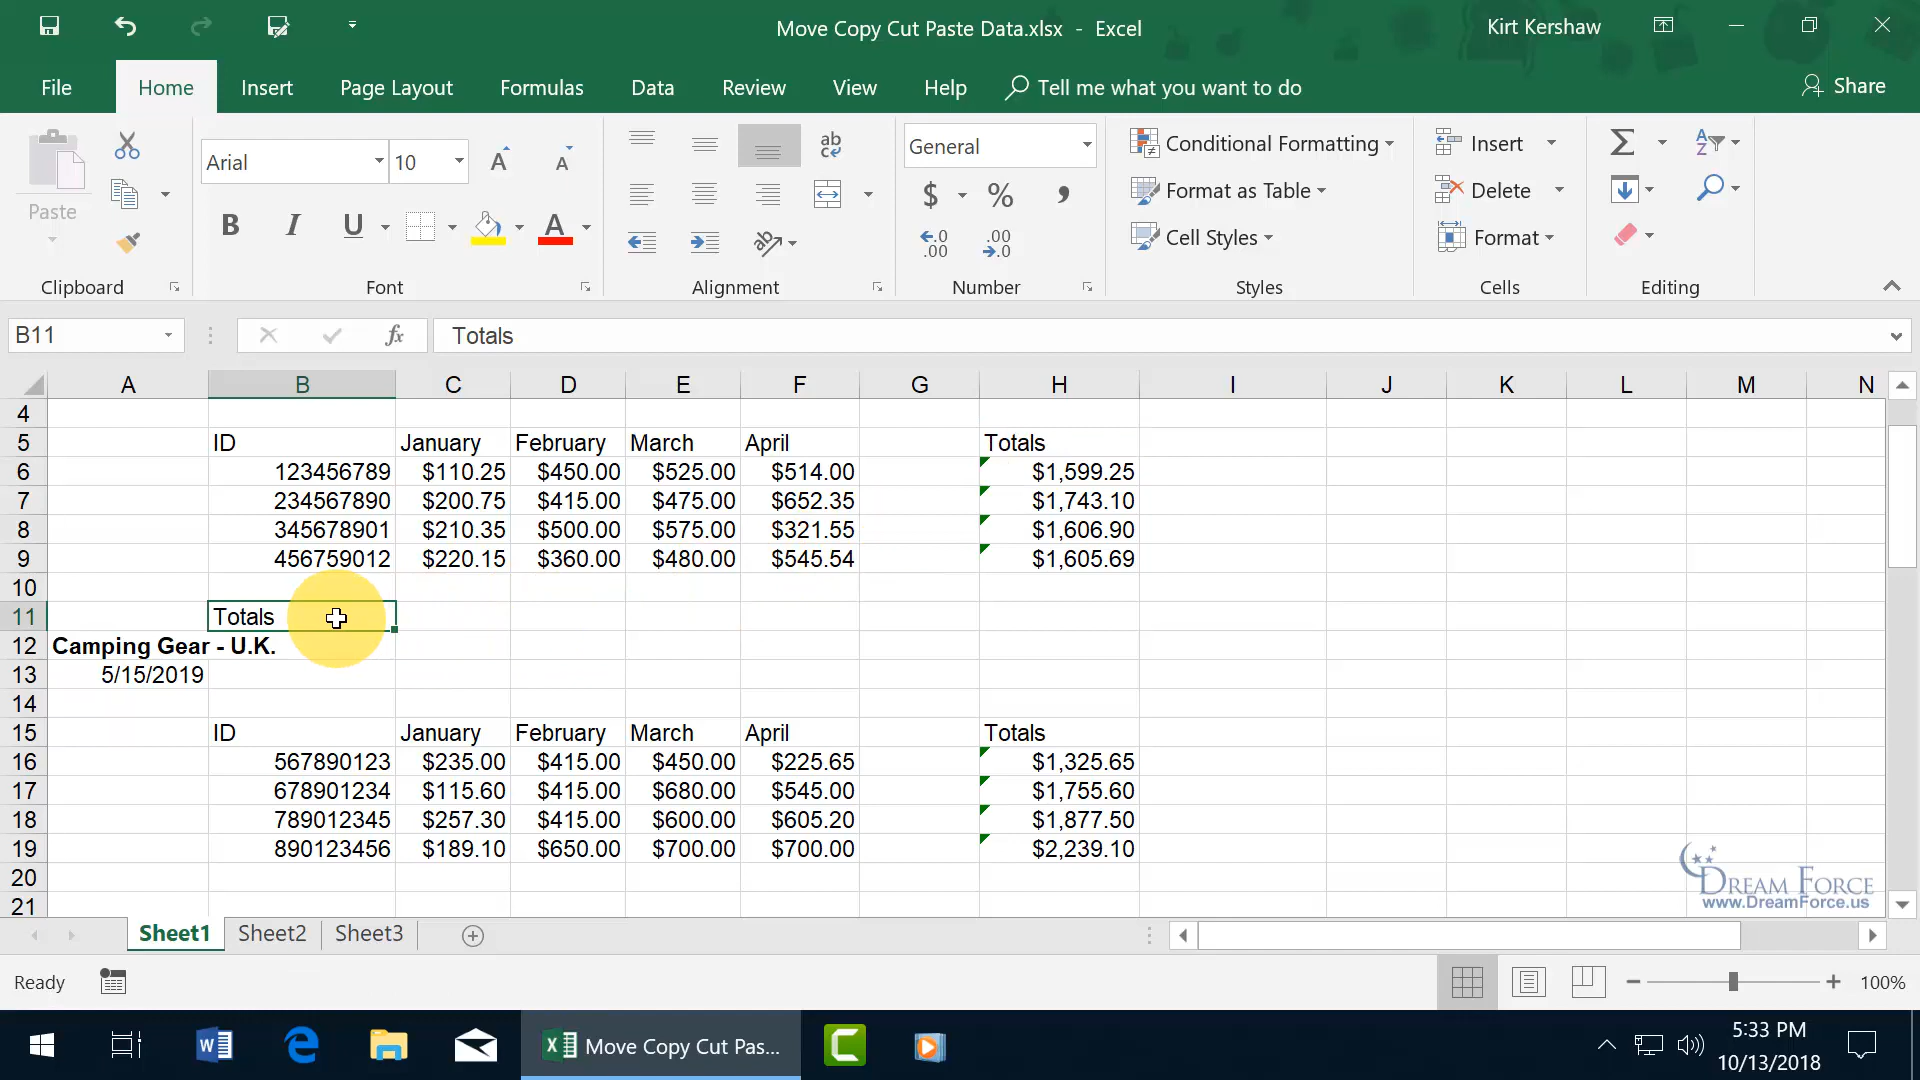 Move Copy Cut Paste Data.xlsx - Excel
Kirt Kershaw
File Home Insert Page Layout Formulas Data Review View Help Tell me what you want to do Share
Paste
Clipboard
Arial 10
B I U A
Font
ab
Alignment
General
$ % ,
Number
Conditional Formatting
Format as Table
Cell Styles
Styles
Insert
Delete
Format
Cells
Editing
B11 fx Totals
A B C D E F G H I J K L M N
4
5 ID January February March April Totals
6 123456789 $110.25 $450.00 $525.00 $514.00 $1,599.25
7 234567890 $200.75 $415.00 $475.00 $652.35 $1,743.10
8 345678901 $210.35 $500.00 $575.00 $321.55 $1,606.90
9 456759012 $220.15 $360.00 $480.00 $545.54 $1,605.69
10
11 Totals
12 Camping Gear - U.K.
13 5/15/2019
14
15 ID January February March April Totals
16 567890123 $235.00 $415.00 $450.00 $225.65 $1,325.65
17 678901234 $115.60 $415.00 $680.00 $545.00 $1,755.60
18 789012345 $257.30 $415.00 $600.00 $605.20 $1,877.50
19 890123456 $189.10 $650.00 $700.00 $700.00 $2,239.10
20
21
DREAM FORCE
www.DreamForce.us
Sheet1 Sheet2 Sheet3
Ready 100%
Move Copy Cut Pas...
5:33 PM
10/13/2018